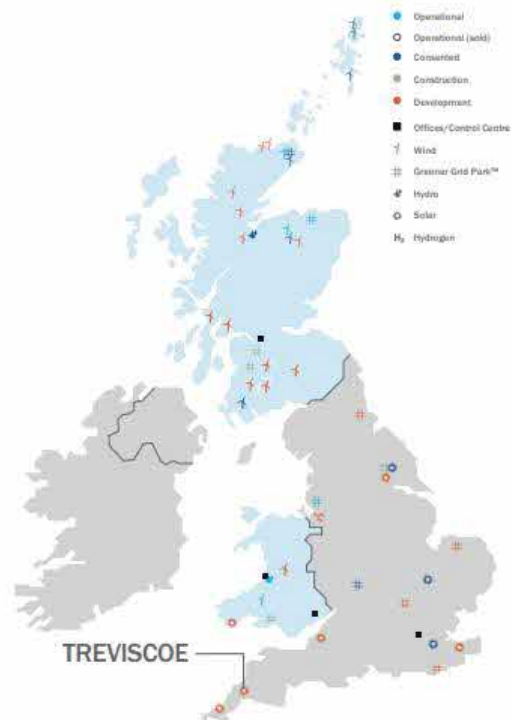 Operational
Operational (sold)
Consented
Construction
Development
Offices/Control Centre
Wind
Greener Grid Park™
Hydro
Solar
H₂ Hydrogen
TREVISCOE